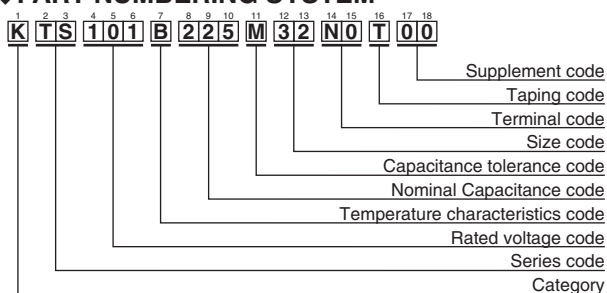 ◆PART NUMBERING SYSTEM
1 2 3 4 5 6 7 8 9 10 11 12 13 14 15 16 17 18
K TS 101 B 225 M 32 N0 T 00
Supplement code
Taping code
Terminal code
Size code
Capacitance tolerance code
Nominal Capacitance code
Temperature characteristics code
Rated voltage code
Series code
Category